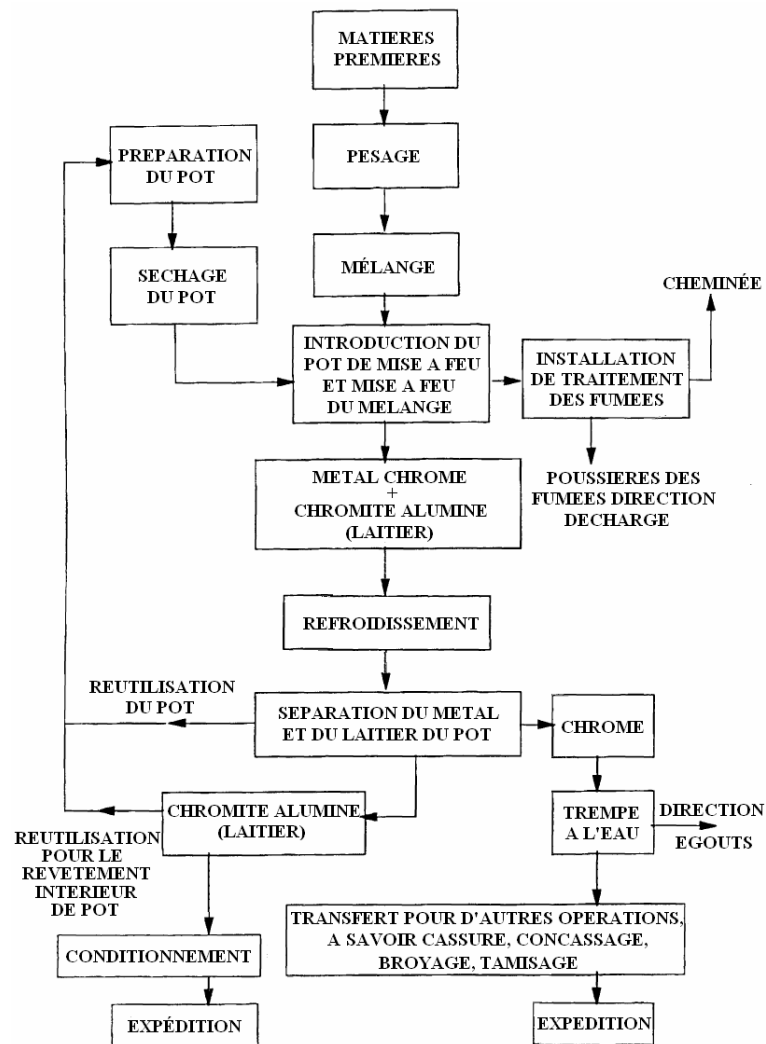 MATIERES
PREMIERES
PREPARATION
DU POT
PESAGE
SECHAGE
DU POT
MÉLANGE
CHEMINÉE
INTRODUCTION DU
POT DE MISE A FEU
ET MISE A FEU
DU MELANGE
INSTALLATION
DE TRAITEMENT
DES FUMEES
METAL CHROME
+
CHROMITE ALUMINE
(LAITIER)
POUSSIERES DES
FUMEES DIRECTION
DECHARGE
REFROIDISSEMENT
REUTILISATION
DU POT
SEPARATION DU METAL
ET DU LAITIER DU POT
CHROME
CHROMITE ALUMINE
(LAITIER)
TREMPE
A L'EAU
DIRECTION
EGOUTS
REUTILISATION
POUR LE
REVETEMENT
INTERIEUR
DE POT
TRANSFERT POUR D'AUTRES OPERATIONS,
A SAVOIR CASSURE, CONCASSAGE,
BROYAGE, TAMISAGE
CONDITIONNEMENT
EXPÉDITION
EXPEDITION